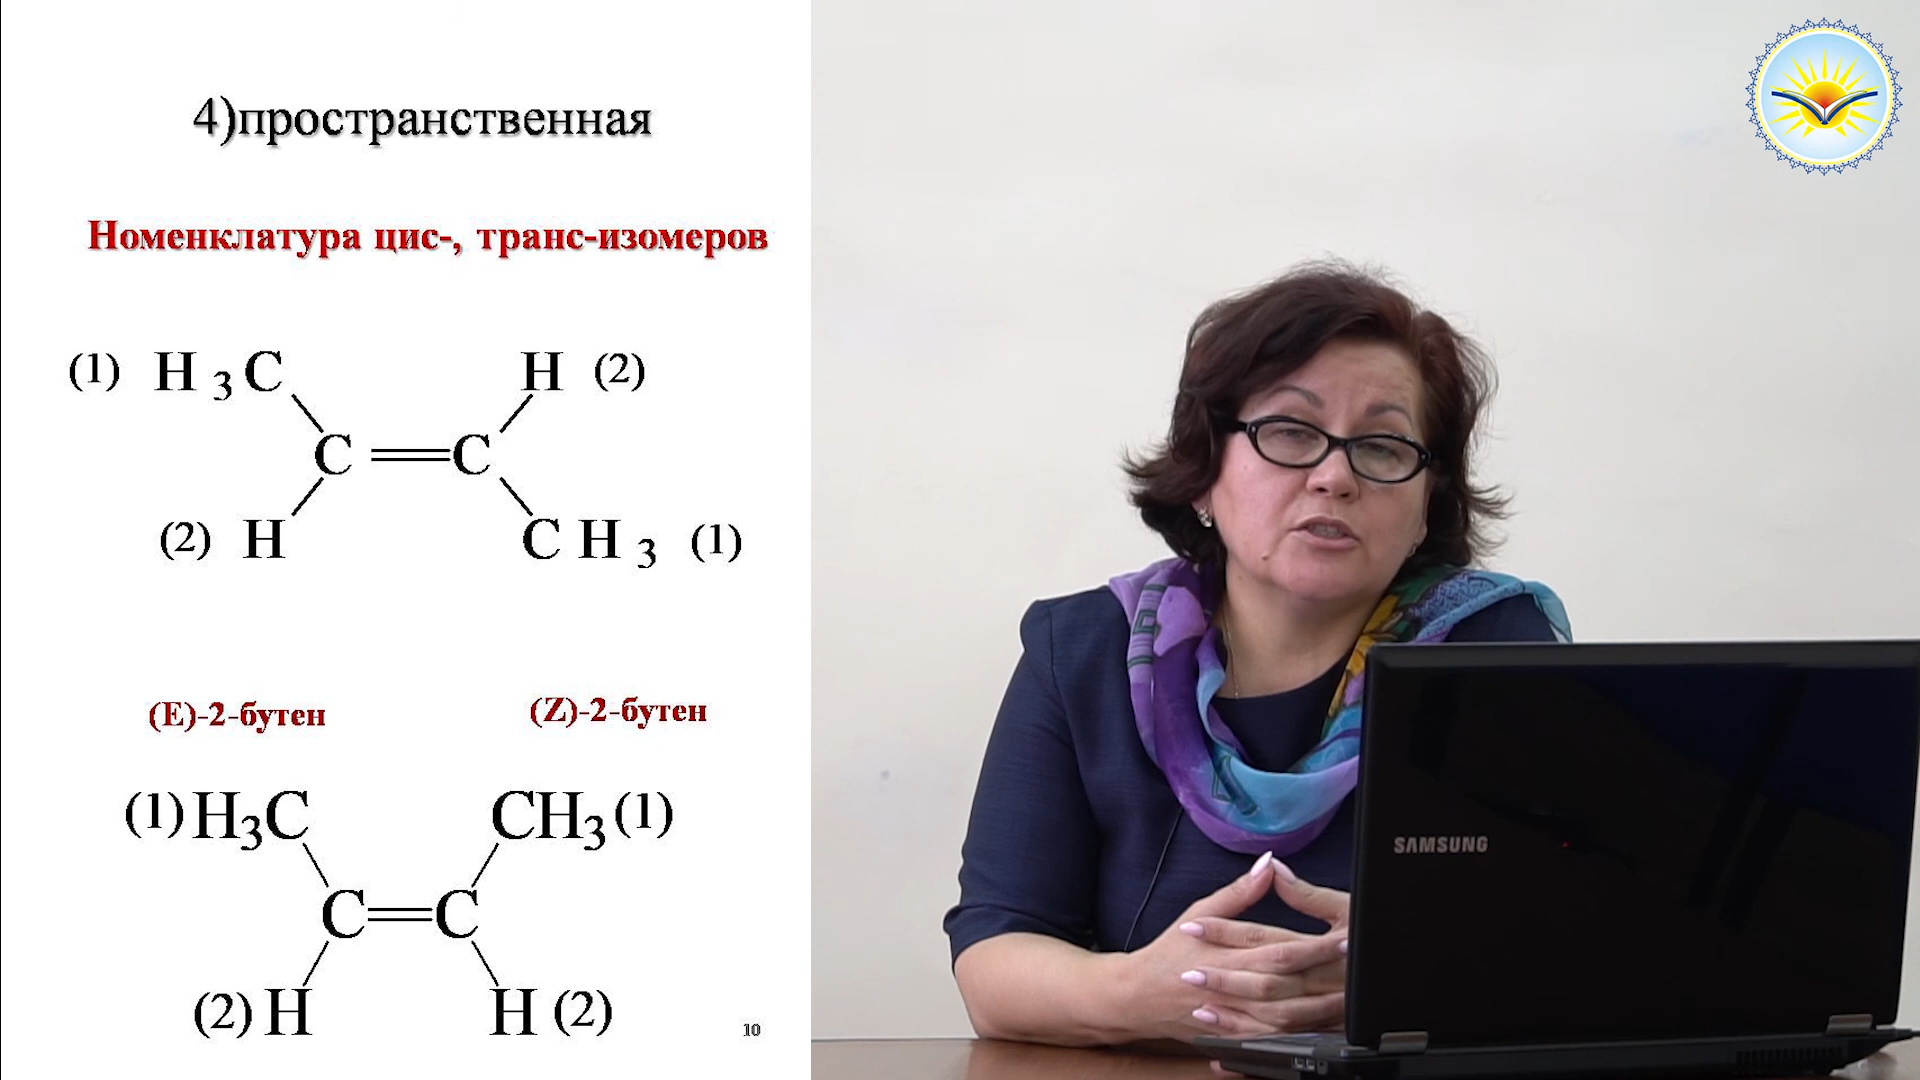 4)пространственная
Номенклатура цис-, транс-изомеров
(1) H3C H (2)
C C
(2) H CH3 (1)
(E)-2-бутен (Z)-2-бутен
(1) H3C CH3 (1)
C C
(2) H H (2)
10
SAMSUNG